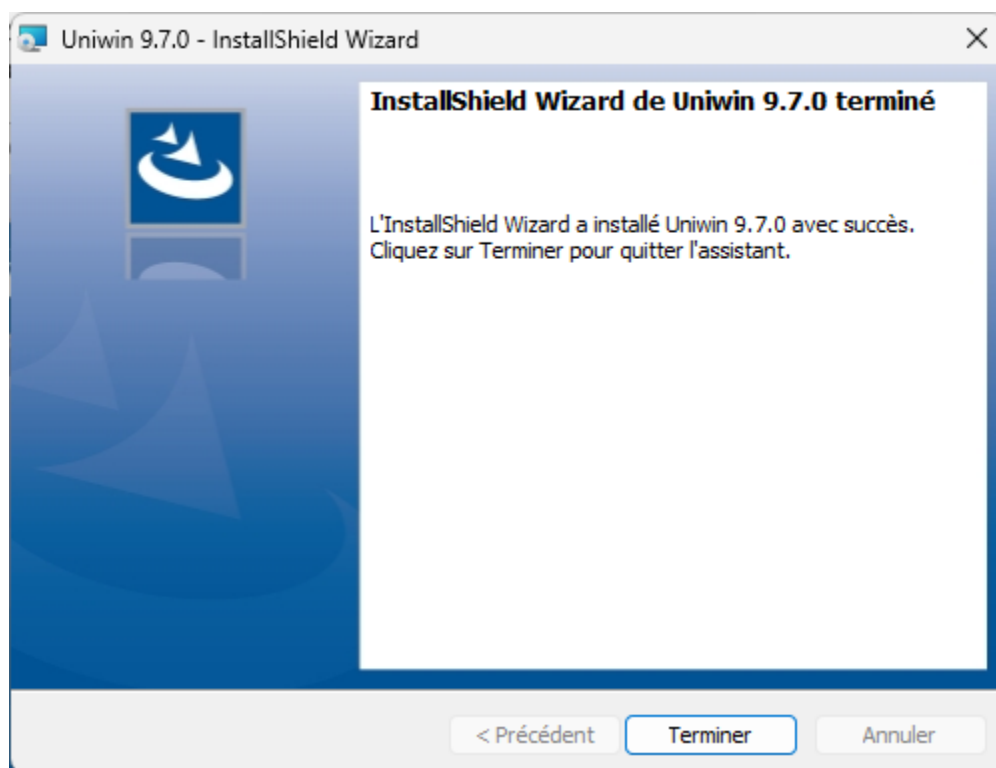 Uniwin 9.7.0 - InstallShield Wizard
InstallShield Wizard de Uniwin 9.7.0 terminé
L'InstallShield Wizard a installé Uniwin 9.7.0 avec succès.
Cliquez sur Terminer pour quitter l'assistant.
< Précédent Terminer Annuler